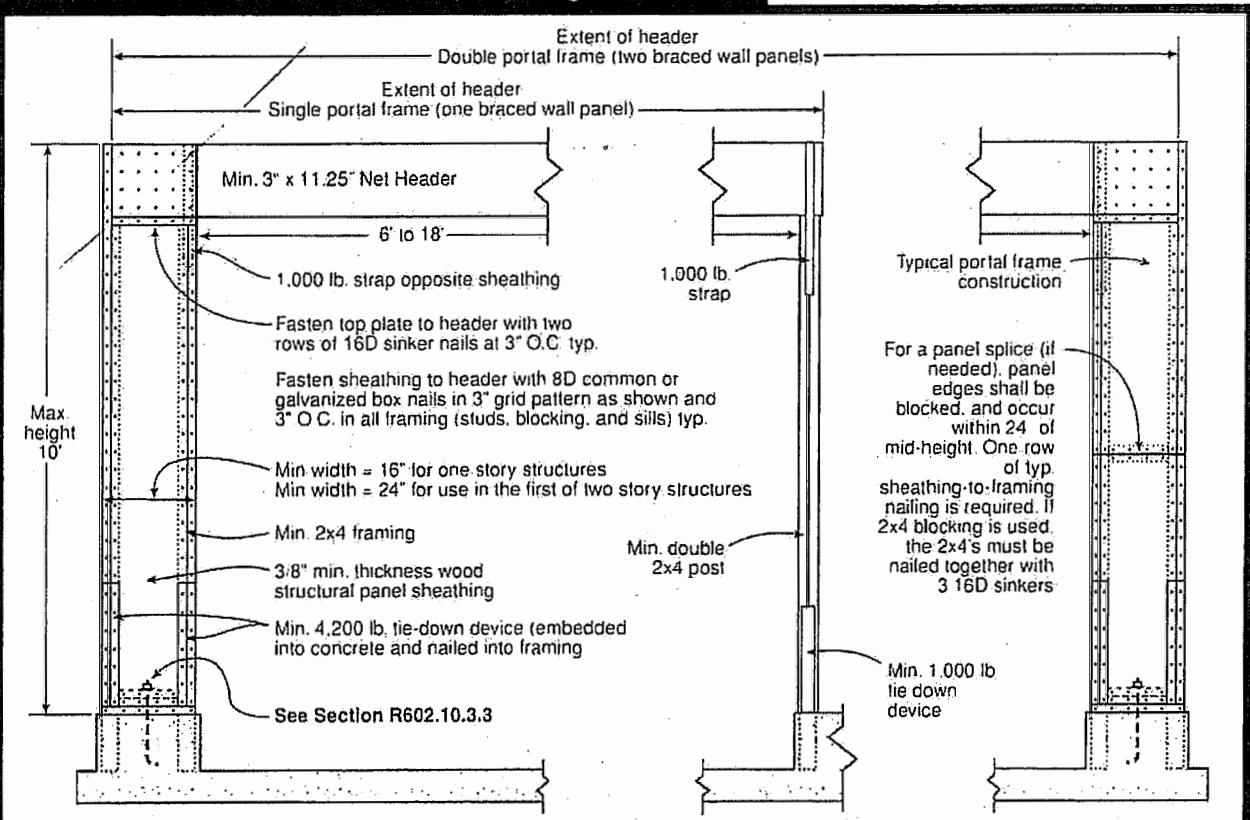 Extent of header
Double portal frame (two braced wall panels)
Extent of header
Single portal frame (one braced wall panel)
Min. 3" x 11.25" Net Header
6' to 18'
1,000 lb. strap opposite sheathing
Fasten top plate to header with two
rows of 16D sinker nails at 3" O.C typ.
Fasten sheathing to header with 8D common or
galvanized box nails in 3" grid pattern as shown and
3" O C. in all framing (studs, blocking, and sills) typ.
Max.
height
10'
Min width = 16" for one story structures
Min width = 24" for use in the first of two story structures
Min. 2x4 framing
3/8" min. thickness wood
structural panel sheathing
Min. 4,200 lb. tie-down device (embedded
into concrete and nailed into framing
See Section R602.10.3.3
1,000 lb.
strap
Min. double
2x4 post
Min. 1,000 lb
tie down
device
Typical portal frame
construction
For a panel splice (if
needed), panel
edges shall be
blocked, and occur
within 24 of
mid-height. One row
of typ.
sheathing-to-framing
nailing is required. If
2x4 blocking is used,
the 2x4's must be
nailed together with
3 16D sinkers